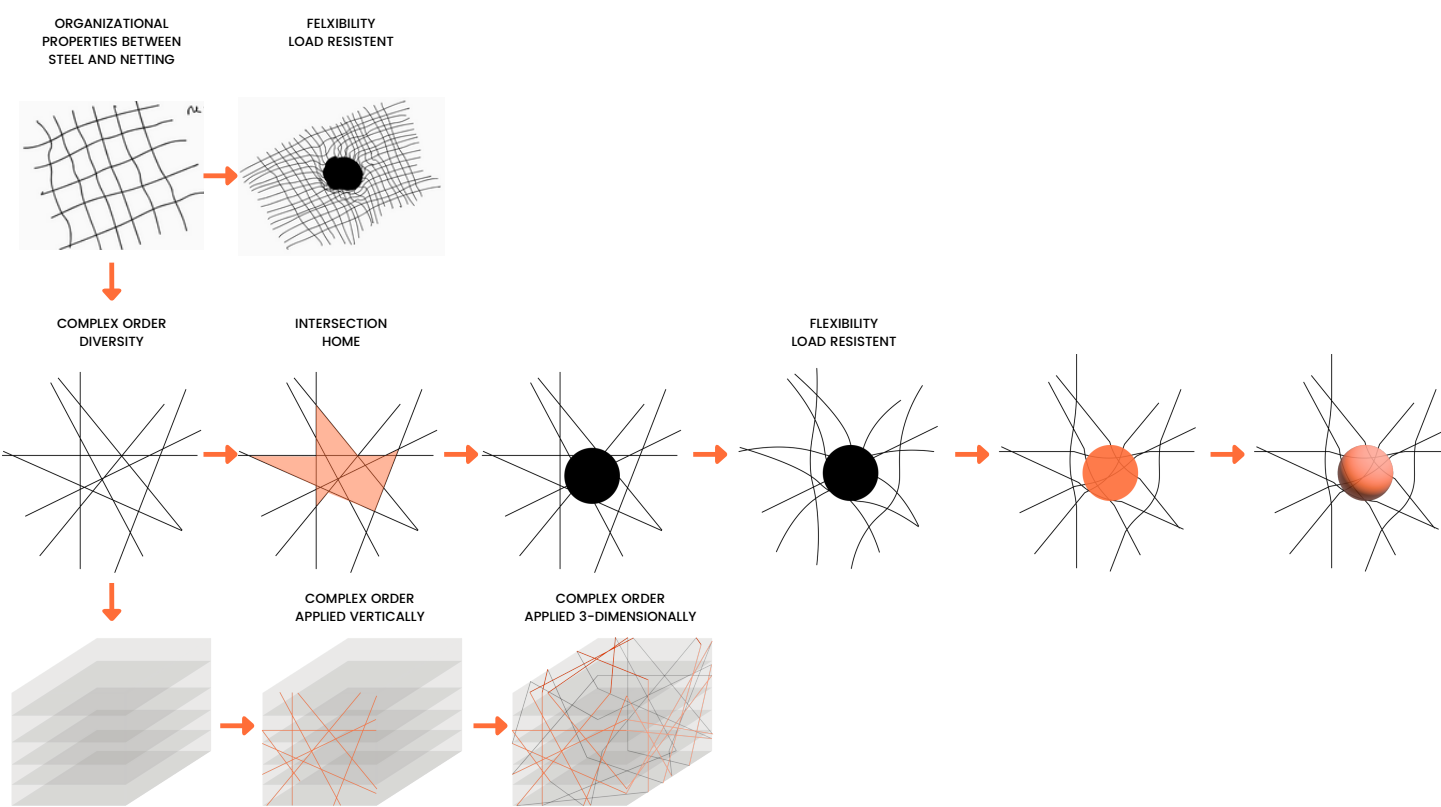 ORGANIZATIONAL
PROPERTIES BETWEEN
STEEL AND NETTING
FELXIBILITY
LOAD RESISTENT
COMPLEX ORDER
DIVERSITY
INTERSECTION
HOME
FLEXIBILITY
LOAD RESISTENT
COMPLEX ORDER
APPLIED VERTICALLY
COMPLEX ORDER
APPLIED 3-DIMENSIONALLY